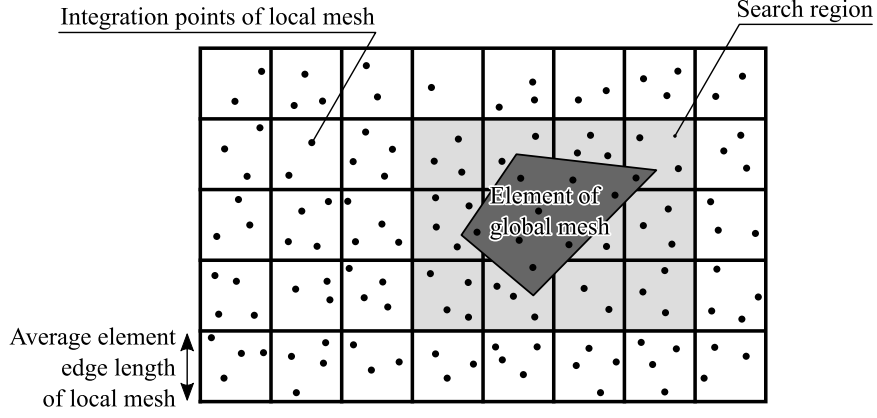 Integration points of local mesh
Search region
Element of
global mesh
Average element
edge length
of local mesh